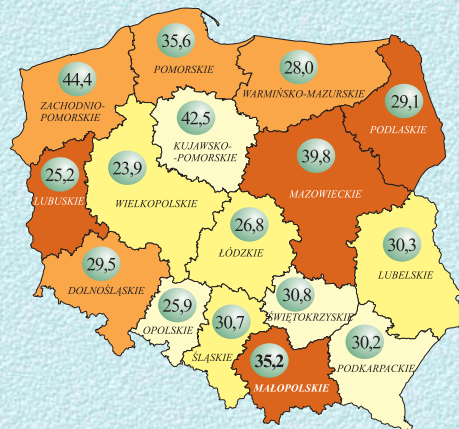 35,6
POMORSKIE
44,4
ZACHODNIO-
POMORSKIE
28,0
WARMIŃSKO-MAZURSKIE
29,1
PODLASKIE
42,5
KUJAWSKO-
-POMORSKIE
39,8
MAZOWIECKIE
25,2
LUBUSKIE
23,9
WIELKOPOLSKIE
26,8
ŁÓDZKIE
30,3
LUBELSKIE
29,5
DOLNOŚLĄSKIE
25,9
OPOLSKIE
30,7
ŚLĄSKIE
30,8
ŚWIĘTOKRZYSKIE
35,2
MAŁOPOLSKIE
30,2
PODKARPACKIE